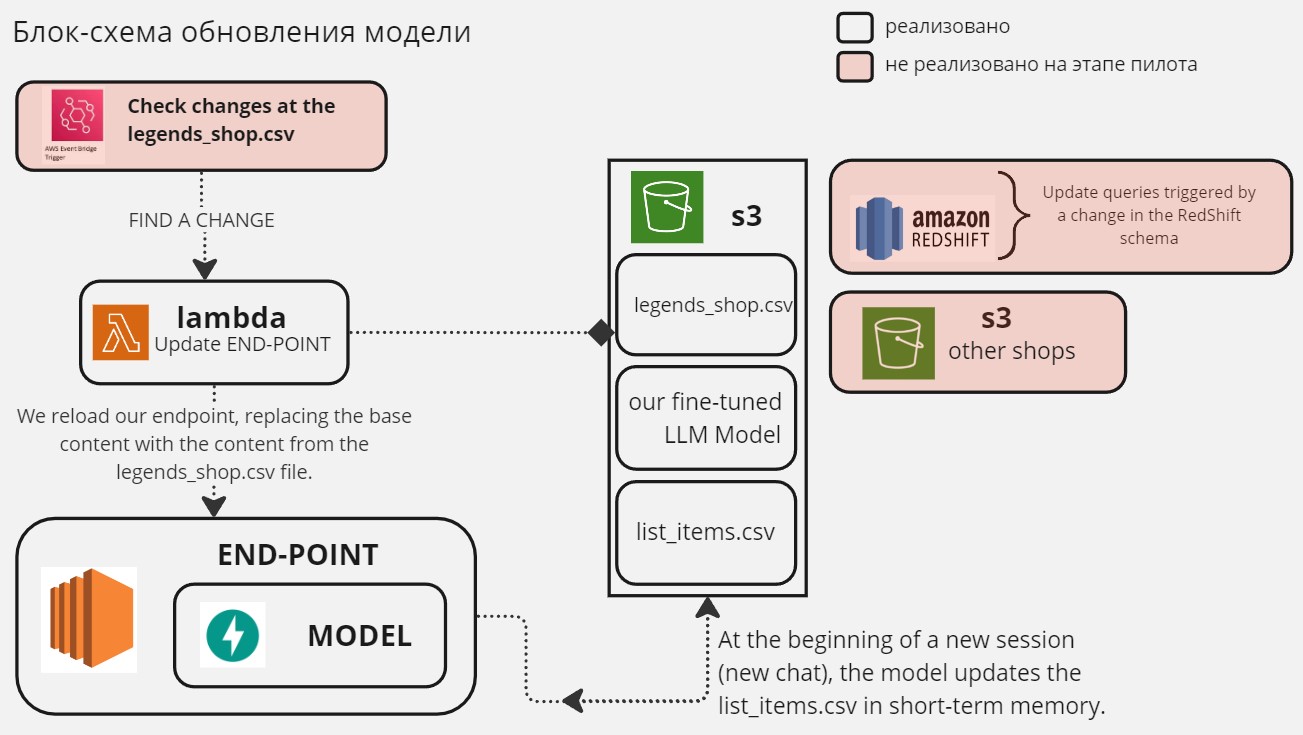 Блок-схема обновления модели
реализовано
не реализовано на этапе пилота
Check changes at the
legends_shop.csv
AWS EventBridge
Trigger
FIND A CHANGE
lambda
Update END-POINT
We reload our endpoint, replacing the base
content with the content from the
legends_shop.csv file.
END-POINT
MODEL
s3
legends_shop.csv
our fine-tuned
LLM Model
list_items.csv
amazon
REDSHIFT
Update queries triggered by
a change in the RedShift
schema
s3
other shops
At the beginning of a new session
(new chat), the model updates the
list_items.csv in short-term memory.